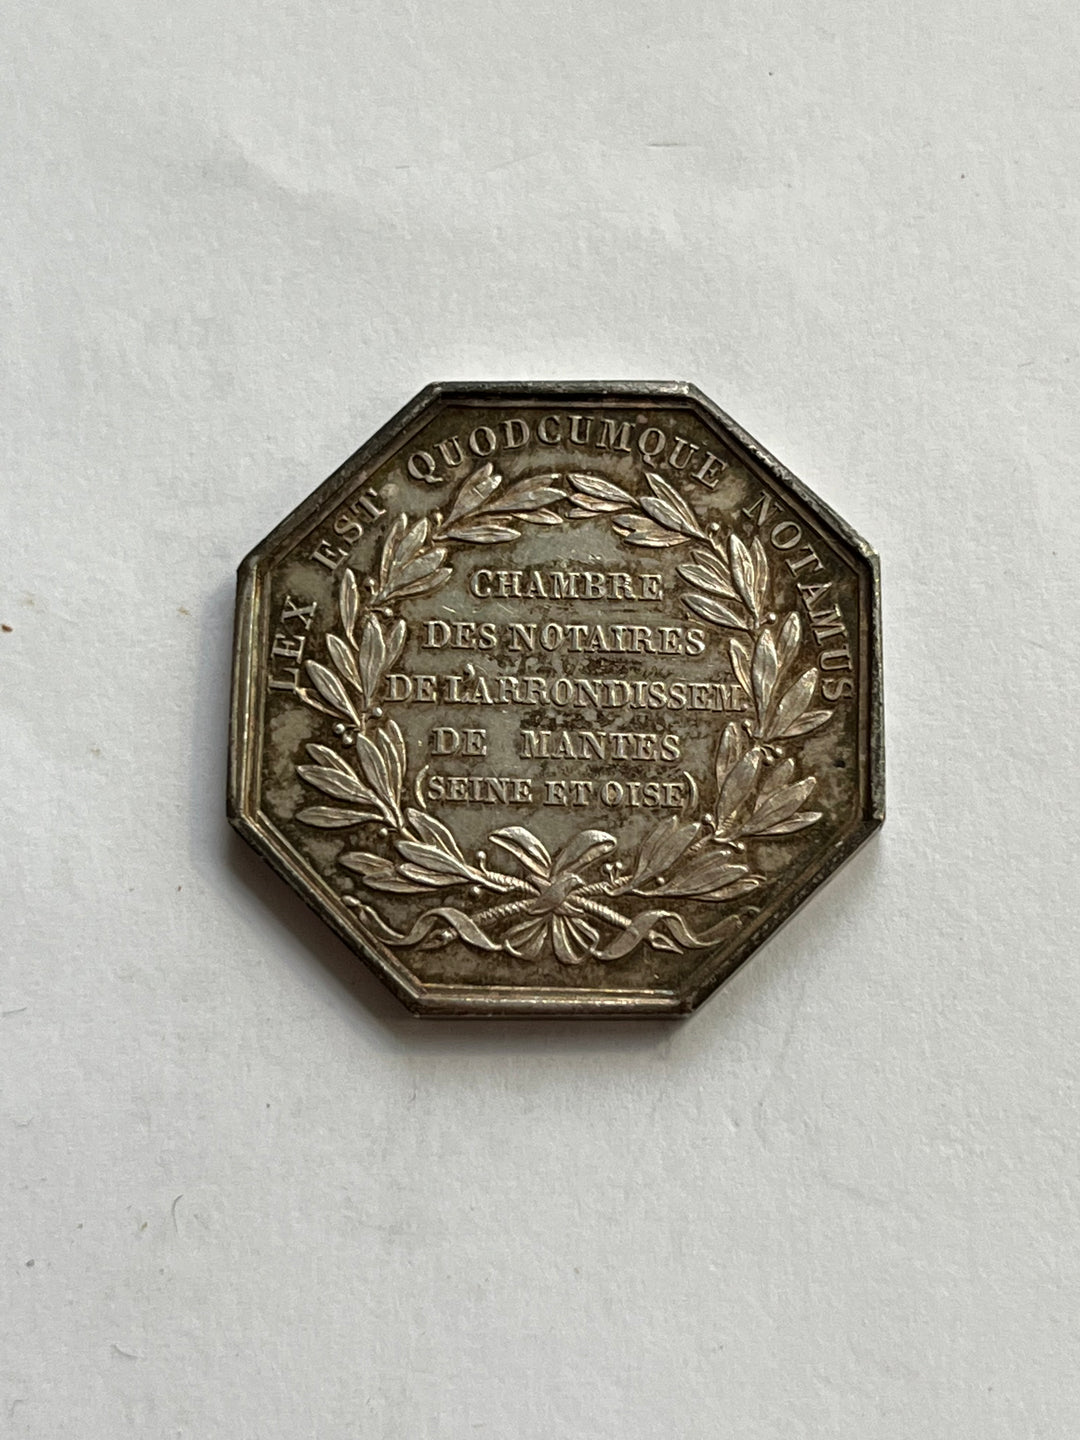 LEX EST QUODCUMQUE NOTAMUS
CHAMBRE
DES NOTAIRES
DE L'ARRONDISSEM.
DE MANTES
(SEINE ET OISE)